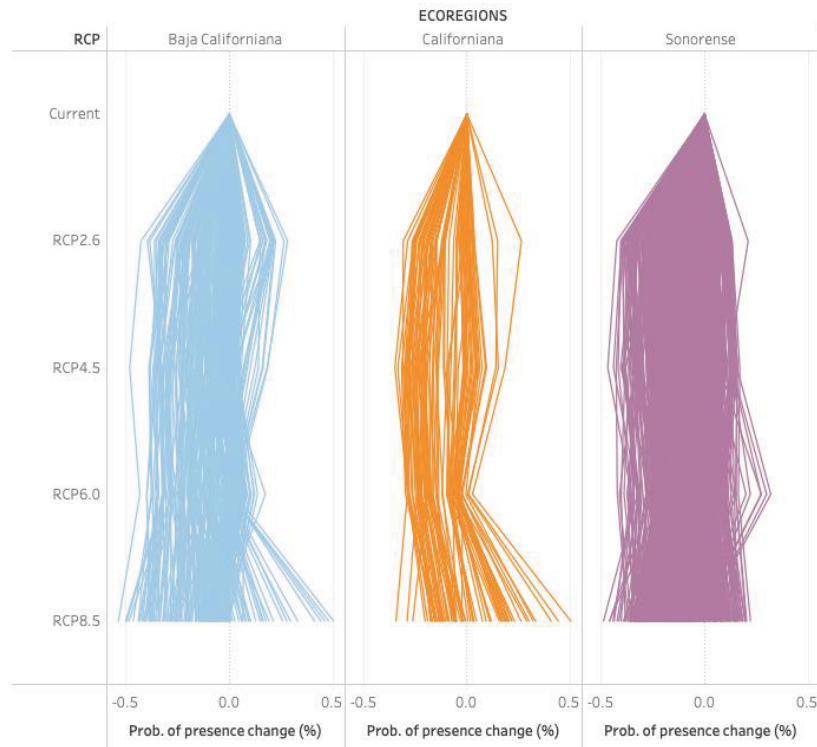 ECOREGIONS
RCP Baja Californiana Californiana Sonorense
Current
RCP2.6
RCP4.5
RCP6.0
RCP8.5
-0.5 0.0 0.5 -0.5 0.0 0.5 -0.5 0.0 0.5
Prob. of presence change (%) Prob. of presence change (%) Prob. of presence change (%)